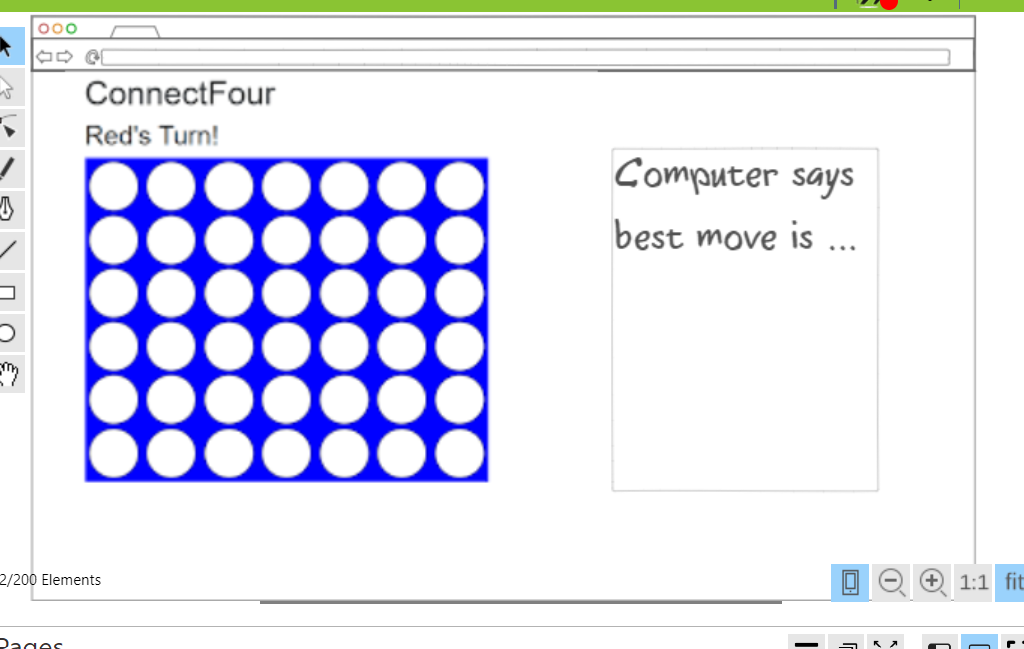 ConnectFour
Red's Turn!
Computer says
best move is ...
2/200 Elements
1:1
fit
Pages